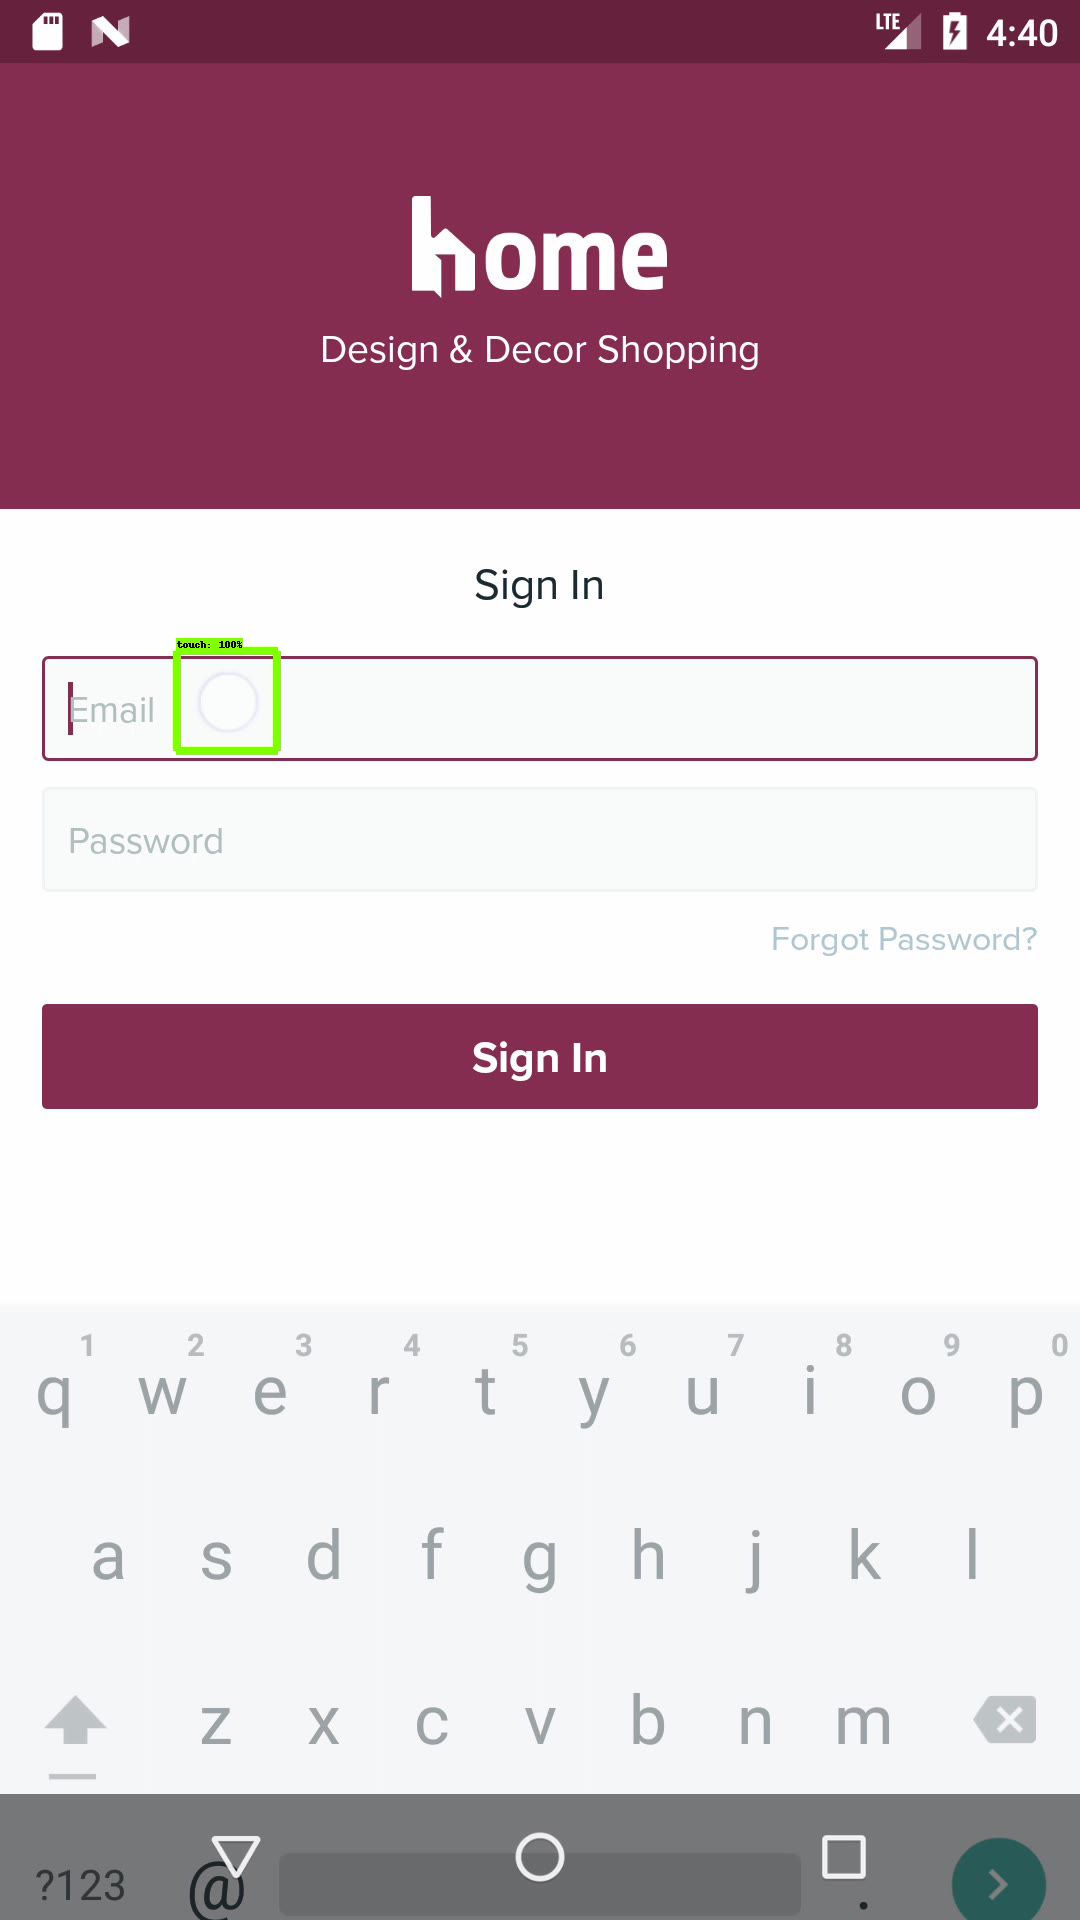 LTE 4:40
home
Design & Decor Shopping
Sign In
touch: 100%
Email
Password
Forgot Password?
Sign In
1 2 3 4 5 6 7 8 9 0
q w e r t y u i o p
a s d f g h j k l
z x c v b n m
?123 @ .